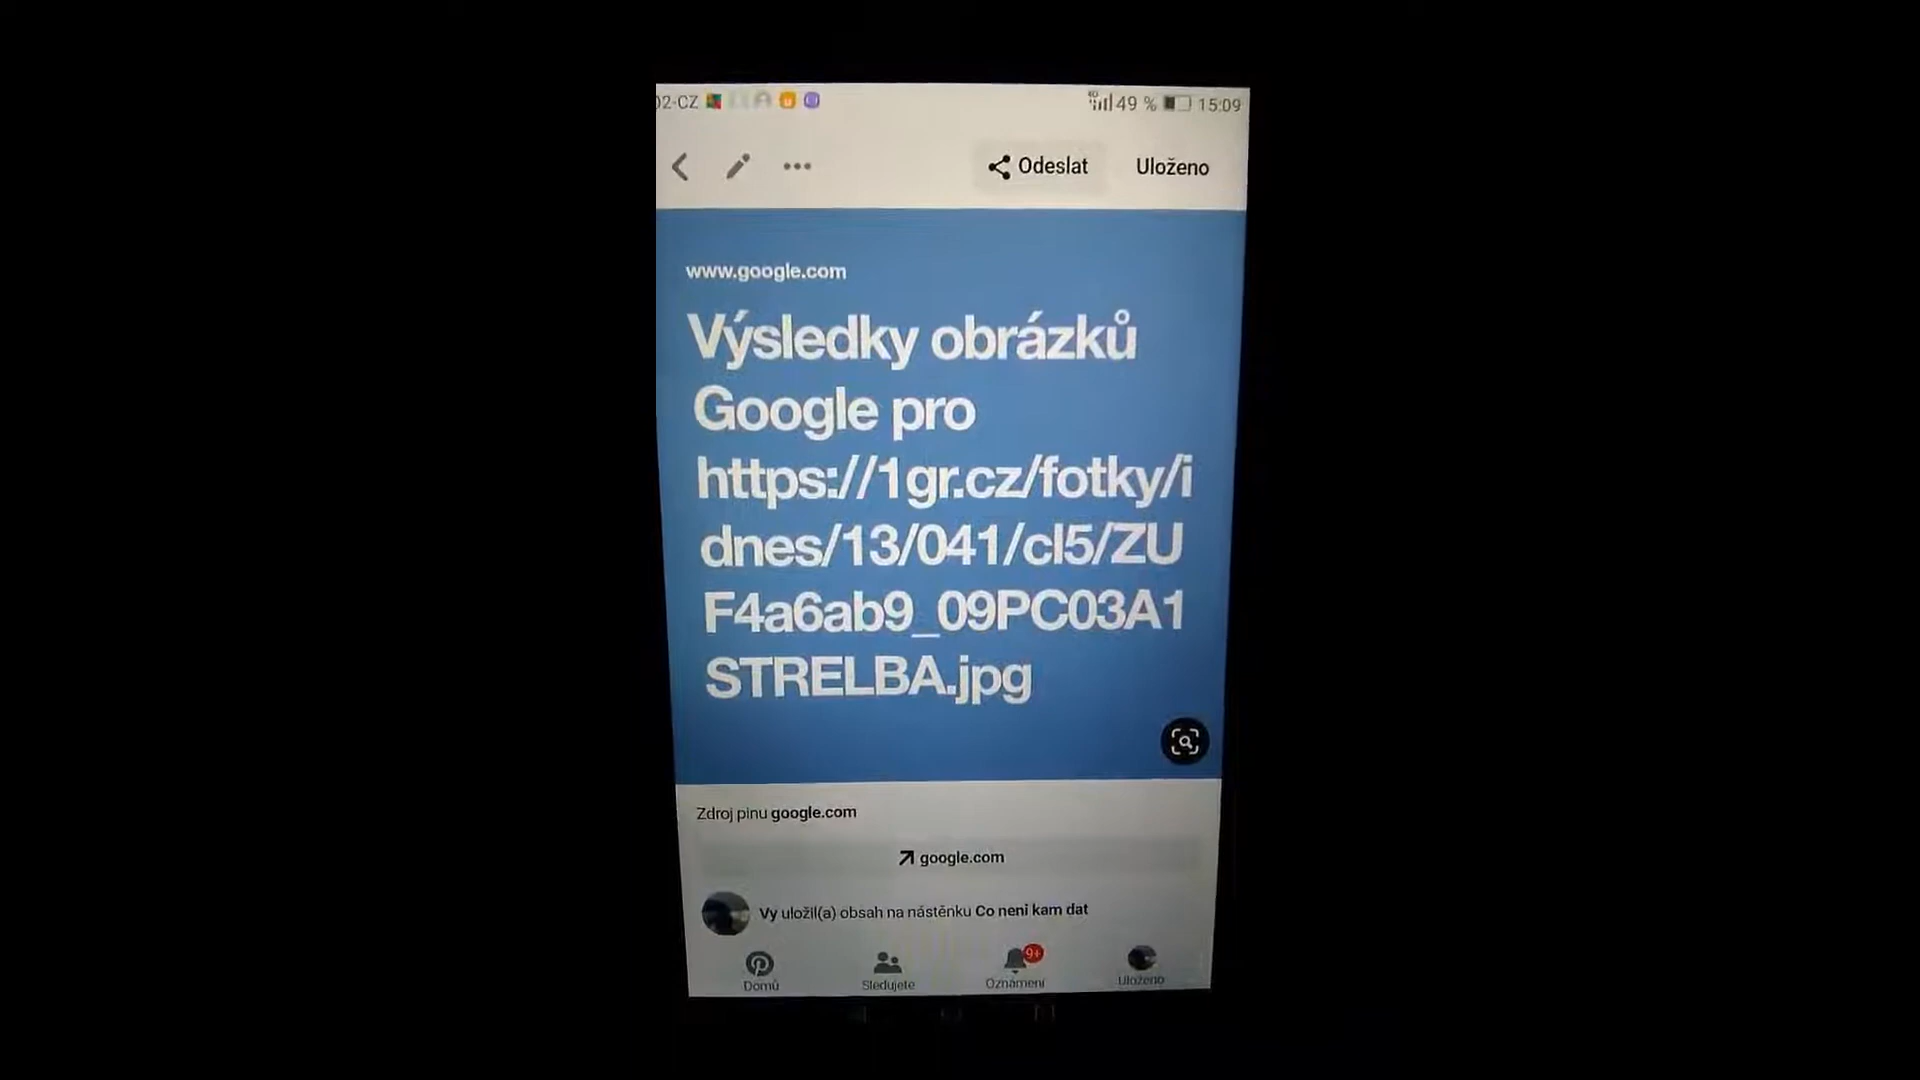 02-CZ 49 % 15:09
Odeslat Uloženo
www.google.com
Výsledky obrázků
Google pro
https://1gr.cz/fotky/i
dnes/13/041/cl5/ZU
F4a6ab9_09PC03A1
STRELBA.jpg
Zdroj pinu google.com
google.com
Vy uložil(a) obsah na nástěnku Co neni kam dat
9+
Domů Sledujete Oznámení Uloženo